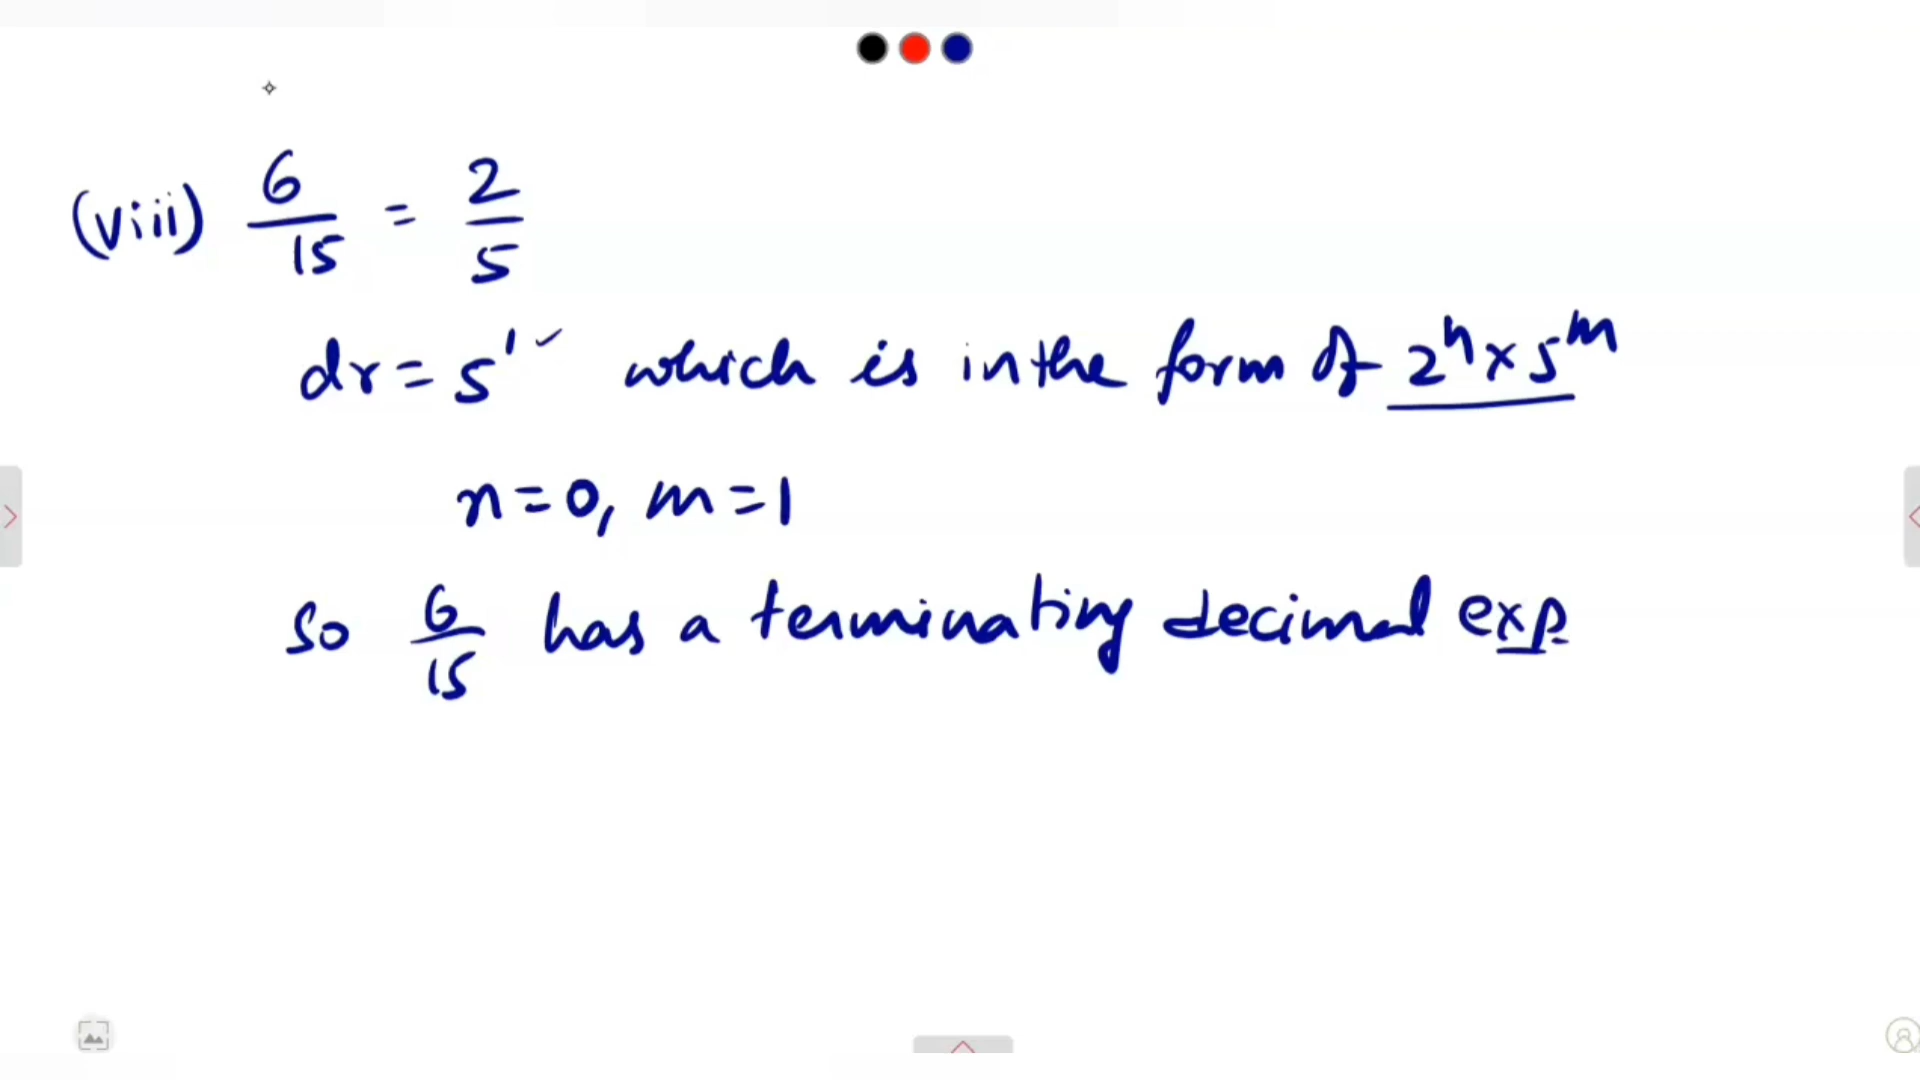 (viii) 6/15 = 2/5
dr = 5¹ ✓ which is in the form of 2ⁿ × 5ᵐ
n = 0, m = 1
So 6/15 has a terminating decimal exp.